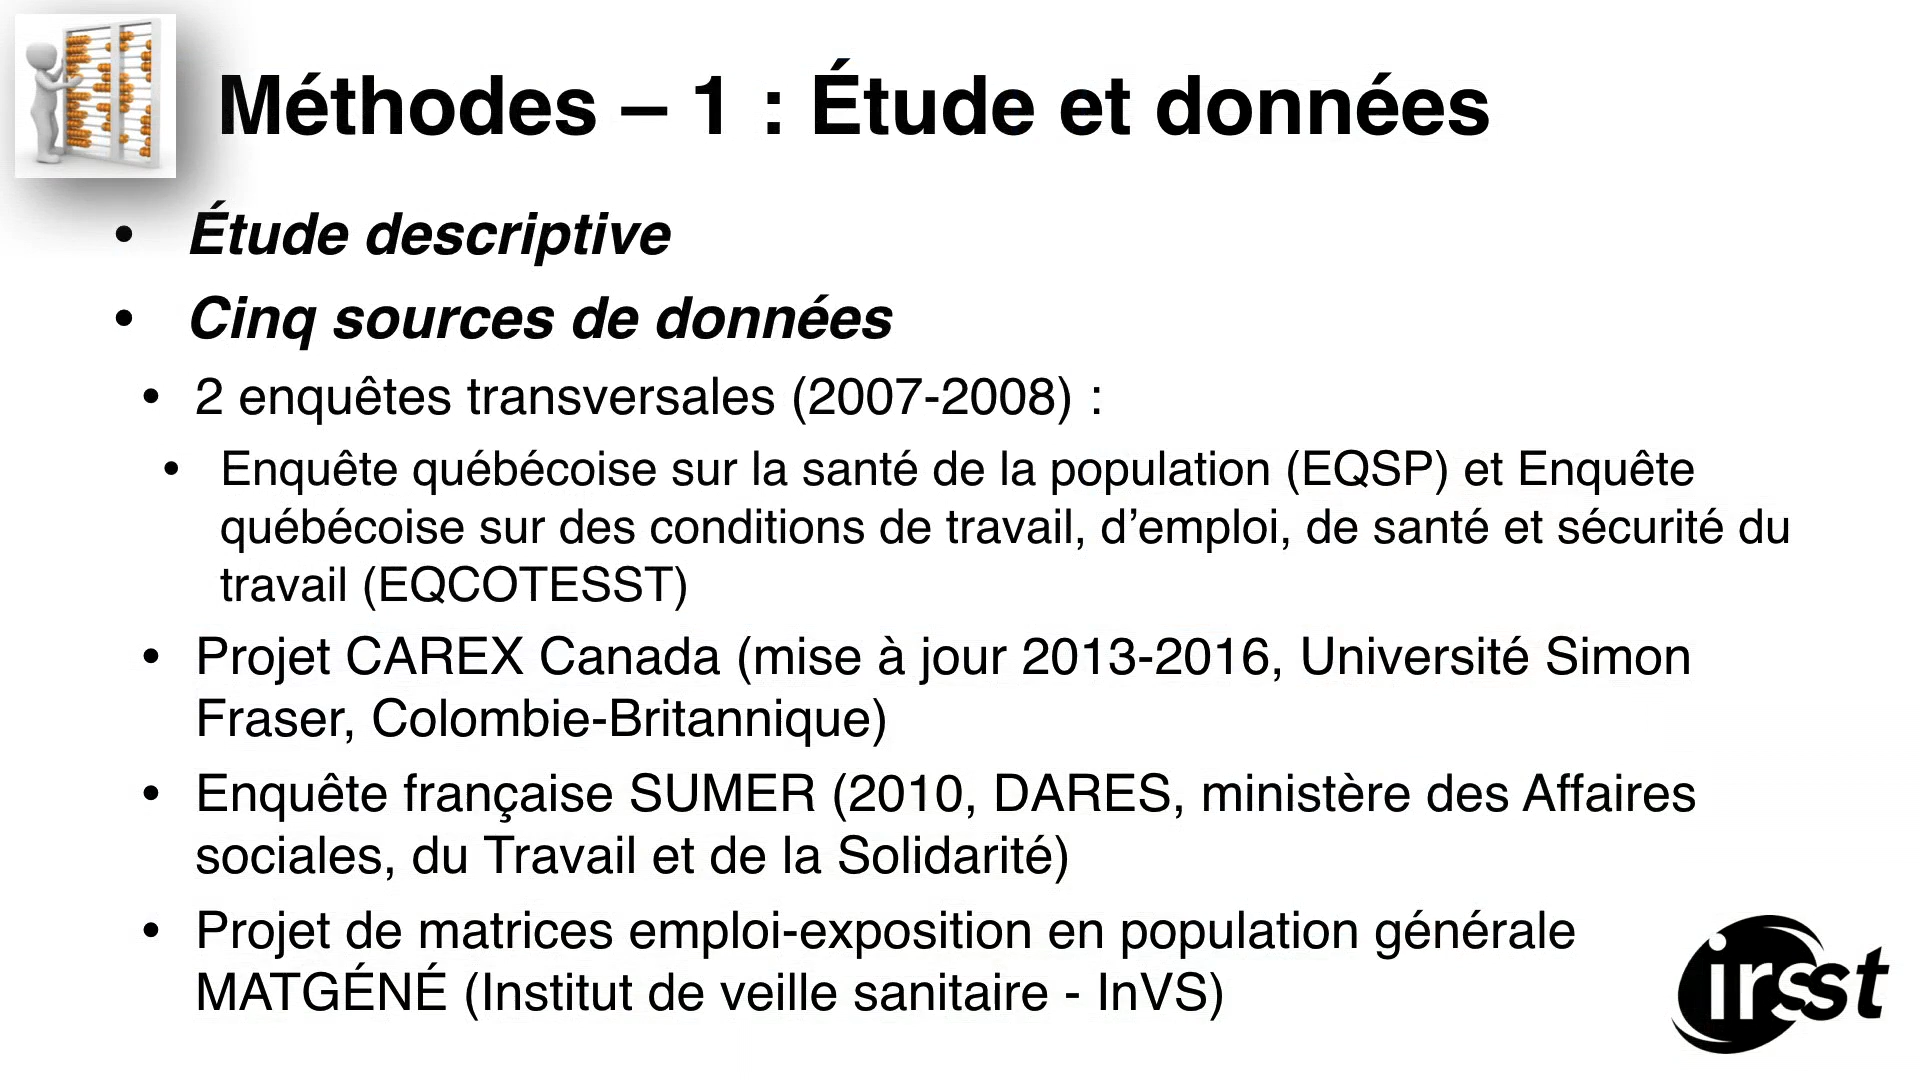 Méthodes – 1 : Étude et données
• Étude descriptive
• Cinq sources de données
• 2 enquêtes transversales (2007-2008) :
• Enquête québécoise sur la santé de la population (EQSP) et Enquête
québécoise sur des conditions de travail, d’emploi, de santé et sécurité du
travail (EQCOTESST)
• Projet CAREX Canada (mise à jour 2013-2016, Université Simon
Fraser, Colombie-Britannique)
• Enquête française SUMER (2010, DARES, ministère des Affaires
sociales, du Travail et de la Solidarité)
• Projet de matrices emploi-exposition en population générale
MATGÉNÉ (Institut de veille sanitaire - InVS)
irsst